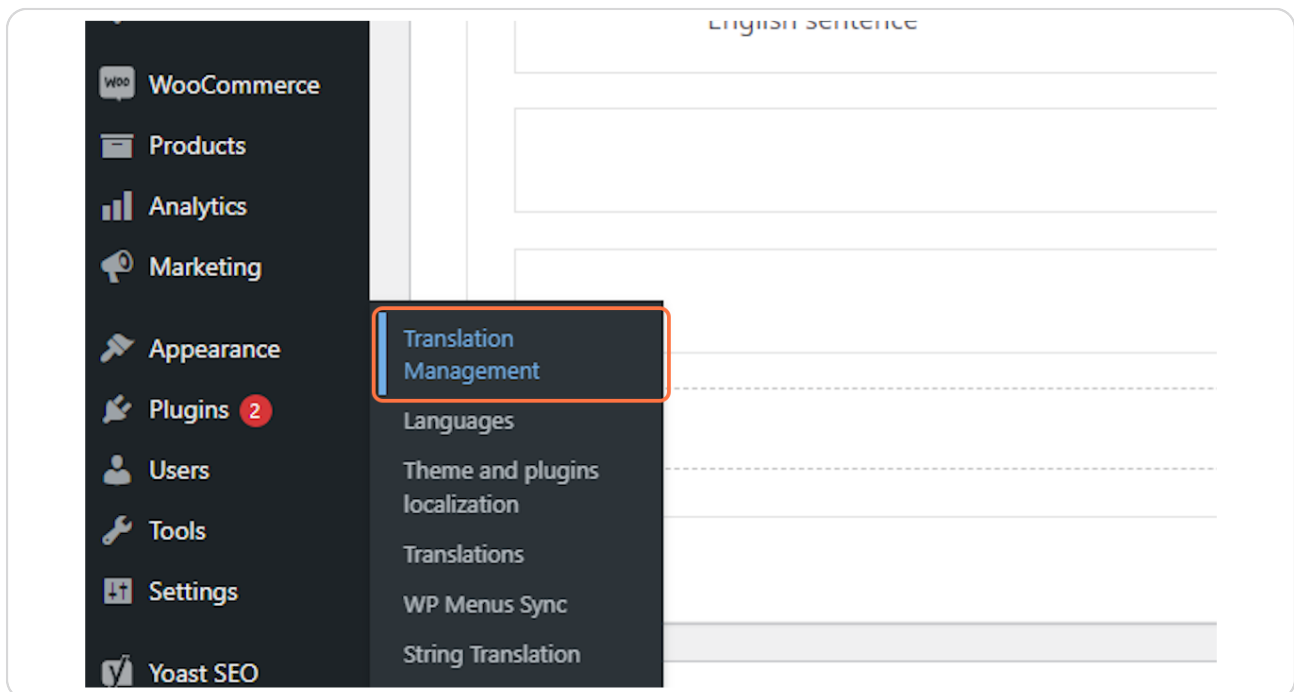 English sentence
WooCommerce
Products
Analytics
Marketing
Appearance
Plugins 2
Users
Tools
Settings
Yoast SEO
Translation
Management
Languages
Theme and plugins
localization
Translations
WP Menus Sync
String Translation